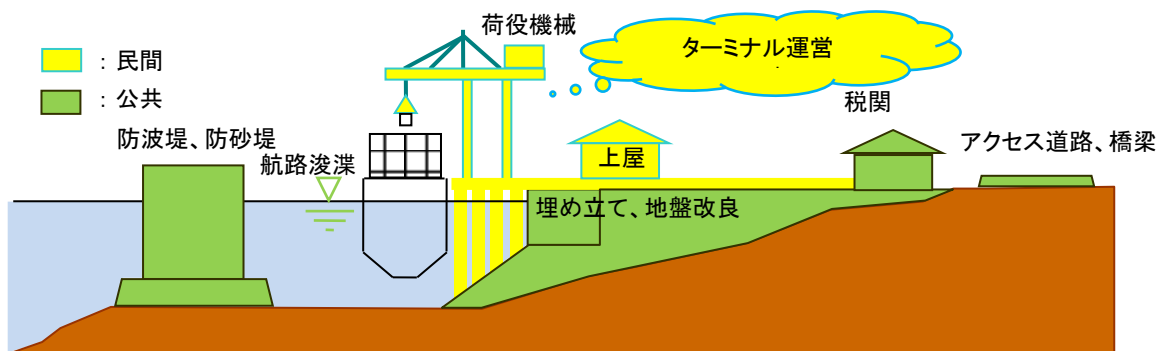 荷役機械
ターミナル運営
：民間
：公共
税関
防波堤、防砂堤
アクセス道路、橋梁
航路浚渫
上屋
埋め立て、地盤改良